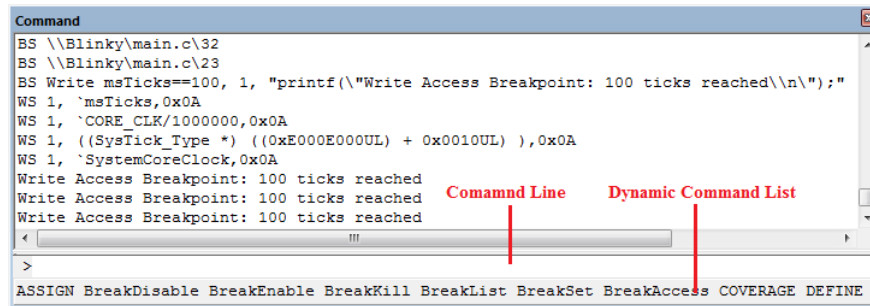 Command
BS \\Blinky\main.c\32
BS \\Blinky\main.c\23
BS Write msTicks==100, 1, "printf(\"Write Access Breakpoint: 100 ticks reached\\n\");"
WS 1, `msTicks,0x0A
WS 1, `CORE_CLK/1000000,0x0A
WS 1, ((SysTick_Type *) ((0xE000E000UL) + 0x0010UL) ),0x0A
WS 1, `SystemCoreClock,0x0A
Write Access Breakpoint: 100 ticks reached
Write Access Breakpoint: 100 ticks reached
Write Access Breakpoint: 100 ticks reached
Comamnd Line
Dynamic Command List
>
ASSIGN BreakDisable BreakEnable BreakKill BreakList BreakSet BreakAccess COVERAGE DEFINE